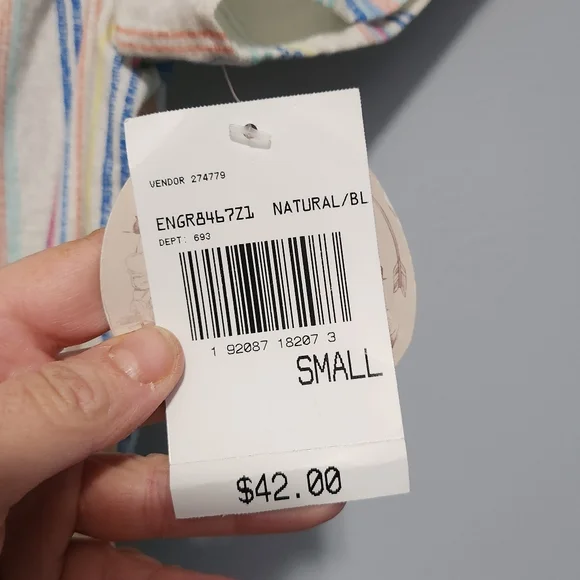 VENDOR 274779
ENGR8467Z1 NATURAL/BL
DEPT: 693
1 92087 18207 3
SMALL
$42.00